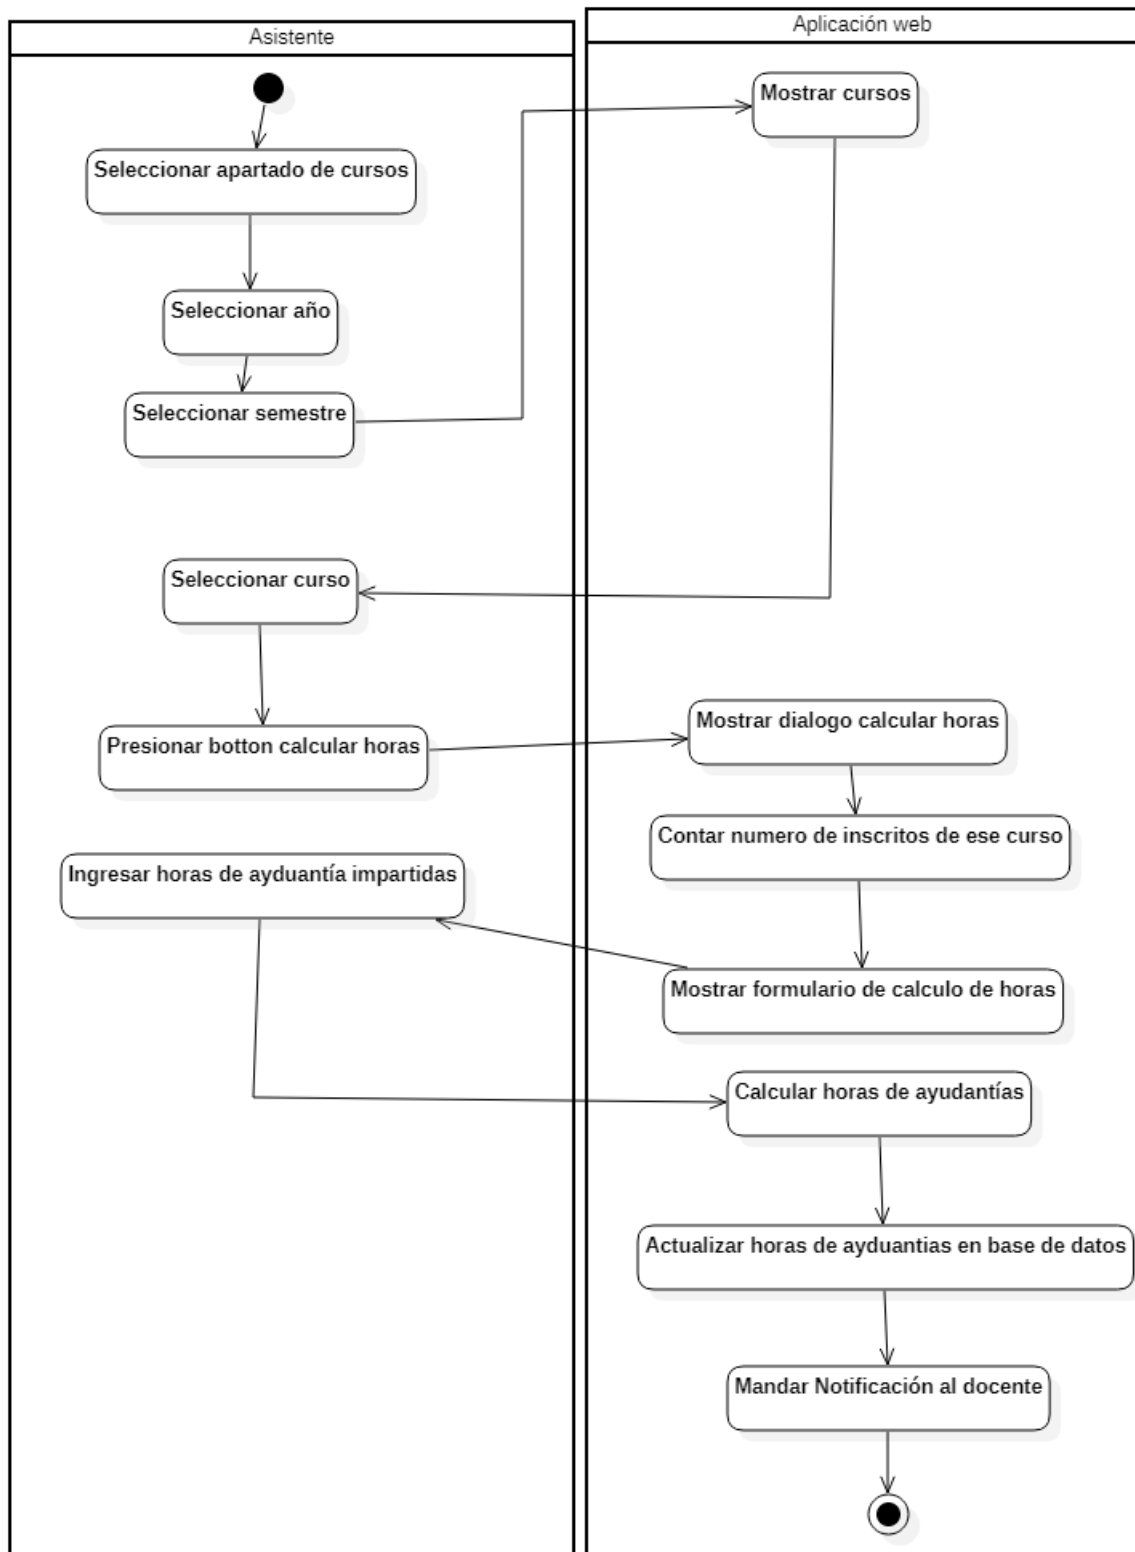 Asistente
Aplicación web
Seleccionar apartado de cursos
Seleccionar año
Seleccionar semestre
Mostrar cursos
Seleccionar curso
Presionar botton calcular horas
Mostrar dialogo calcular horas
Contar numero de inscritos de ese curso
Mostrar formulario de calculo de horas
Ingresar horas de ayduantía impartidas
Calcular horas de ayudantías
Actualizar horas de ayduantias en base de datos
Mandar Notificación al docente